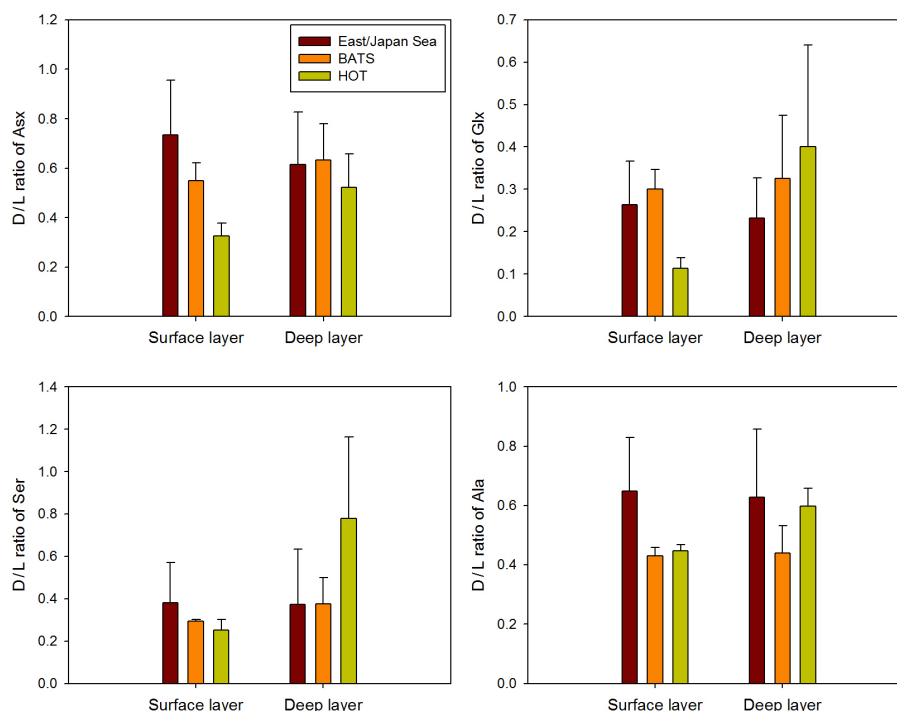 D/L ratio of Asx
1.2
1.0
0.8
0.6
0.4
0.2
0.0
East/Japan Sea
BATS
HOT
Surface layer
Deep layer
D/L ratio of Glx
0.7
0.6
0.5
0.4
0.3
0.2
0.1
0.0
Surface layer
Deep layer
D/L ratio of Ser
1.4
1.2
1.0
0.8
0.6
0.4
0.2
0.0
Surface layer
Deep layer
D/L ratio of Ala
1.0
0.8
0.6
0.4
0.2
0.0
Surface layer
Deep layer